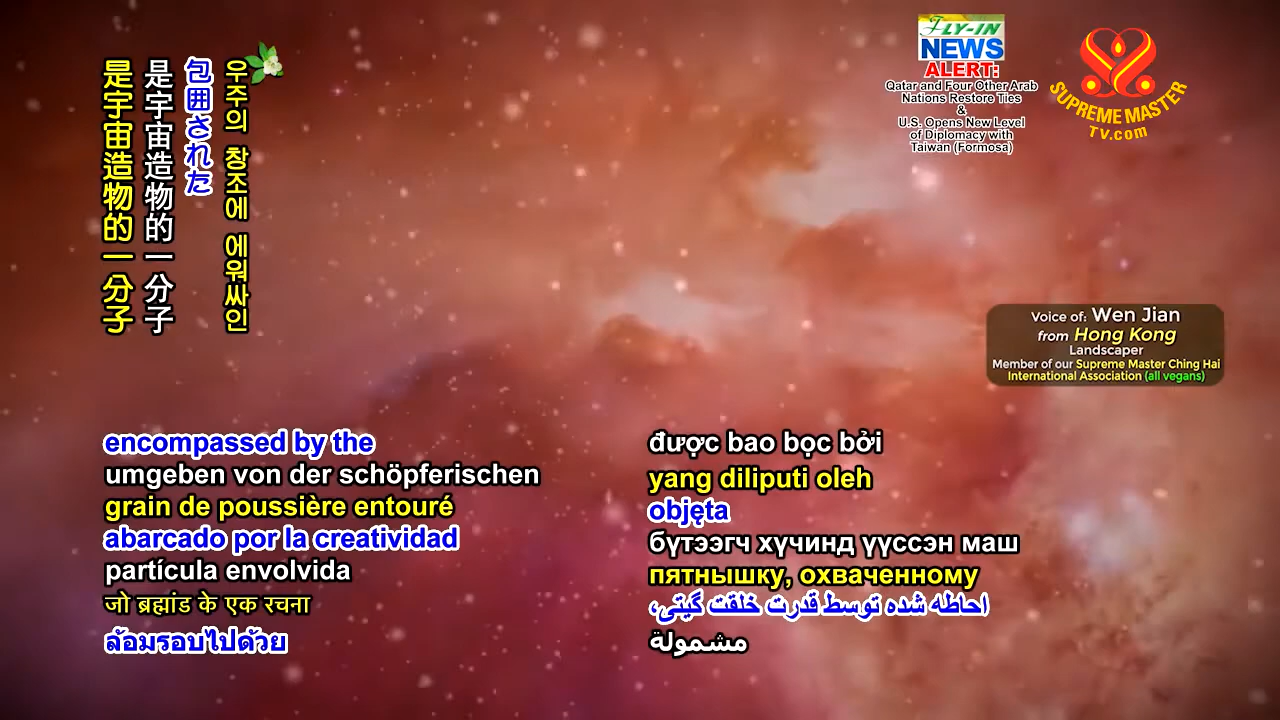 是宇宙造物的一分子
是宇宙造物的一分子
包囲された
우주의 창조에 에워싸인
FLY-IN
NEWS
ALERT:
Qatar and Four Other Arab
Nations Restore Ties
&
U.S. Opens New Level
of Diplomacy with
Taiwan (Formosa)
SUPREME MASTER
TV.com
Voice of: Wen Jian
from Hong Kong
Landscaper
Member of our Supreme Master Ching Hai
International Association (all vegans)
encompassed by the
umgeben von der schöpferischen
grain de poussière entouré
abarcado por la creatividad
partícula envolvida
जो ब्रह्मांड के एक रचना
ล้อมรอบไปด้วย
được bao bọc bởi
yang diliputi oleh
objęta
бүтээгч хүчинд үүссэн маш
пятнышку, охваченному
احاطه شده توسط قدرت خلقت گیتی،
مشمولة